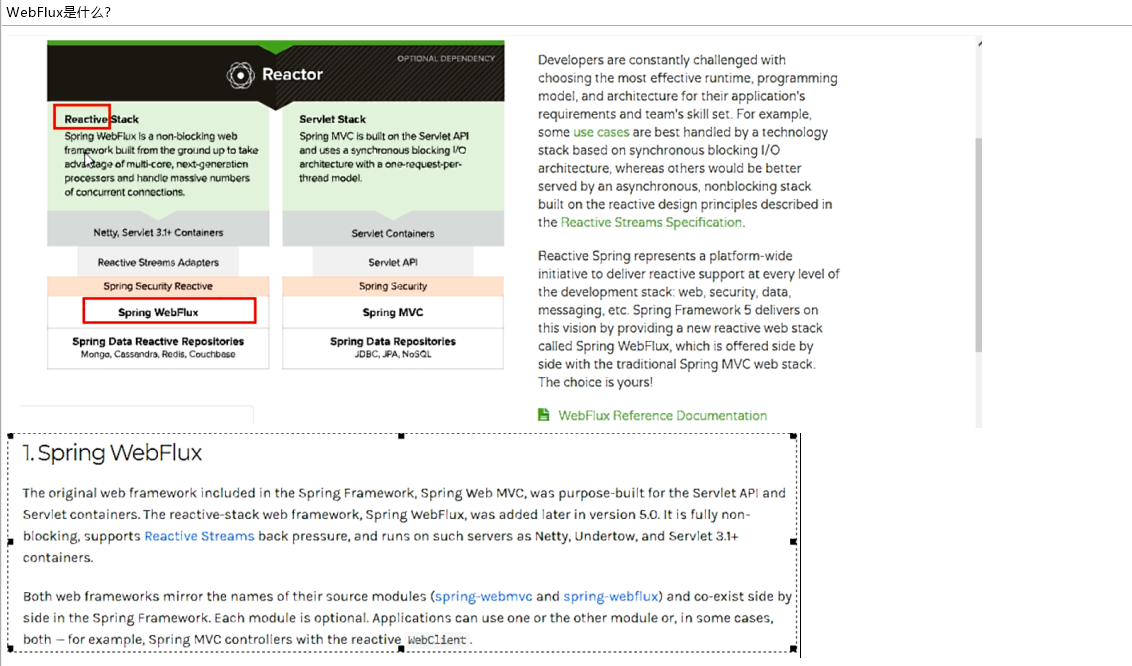 WebFlux是什么?
Reactor
OPTIONAL DEPENDENCY
Reactive Stack
Spring WebFlux is a non-blocking web
framework built from the ground up to take
advantage of multi-core, next-generation
processors and handle massive numbers
of concurrent connections.
Netty, Servlet 3.1+ Containers
Reactive Streams Adapters
Spring Security Reactive
Spring WebFlux
Spring Data Reactive Repositories
Mongo, Cassandra, Redis, Couchbase
Servlet Stack
Spring MVC is built on the Servlet API
and uses a synchronous blocking I/O
architecture with a one-request-per-
thread model.
Servlet Containers
Servlet API
Spring Security
Spring MVC
Spring Data Repositories
JDBC, JPA, NoSQL
Developers are constantly challenged with
choosing the most effective runtime, programming
model, and architecture for their application's
requirements and team's skill set. For example,
some use cases are best handled by a technology
stack based on synchronous blocking I/O
architecture, whereas others would be better
served by an asynchronous, nonblocking stack
built on the reactive design principles described in
the Reactive Streams Specification.
Reactive Spring represents a platform-wide
initiative to deliver reactive support at every level of
the development stack: web, security, data,
messaging, etc. Spring Framework 5 delivers on
this vision by providing a new reactive web stack
called Spring WebFlux, which is offered side by
side with the traditional Spring MVC web stack.
The choice is yours!
WebFlux Reference Documentation
1. Spring WebFlux
The original web framework included in the Spring Framework, Spring Web MVC, was purpose-built for the Servlet API and
Servlet containers. The reactive-stack web framework, Spring WebFlux, was added later in version 5.0. It is fully non-
blocking, supports Reactive Streams back pressure, and runs on such servers as Netty, Undertow, and Servlet 3.1+
containers.
Both web frameworks mirror the names of their source modules (spring-webmvc and spring-webflux) and co-exist side by
side in the Spring Framework. Each module is optional. Applications can use one or the other module or, in some cases,
both — for example, Spring MVC controllers with the reactive WebClient.